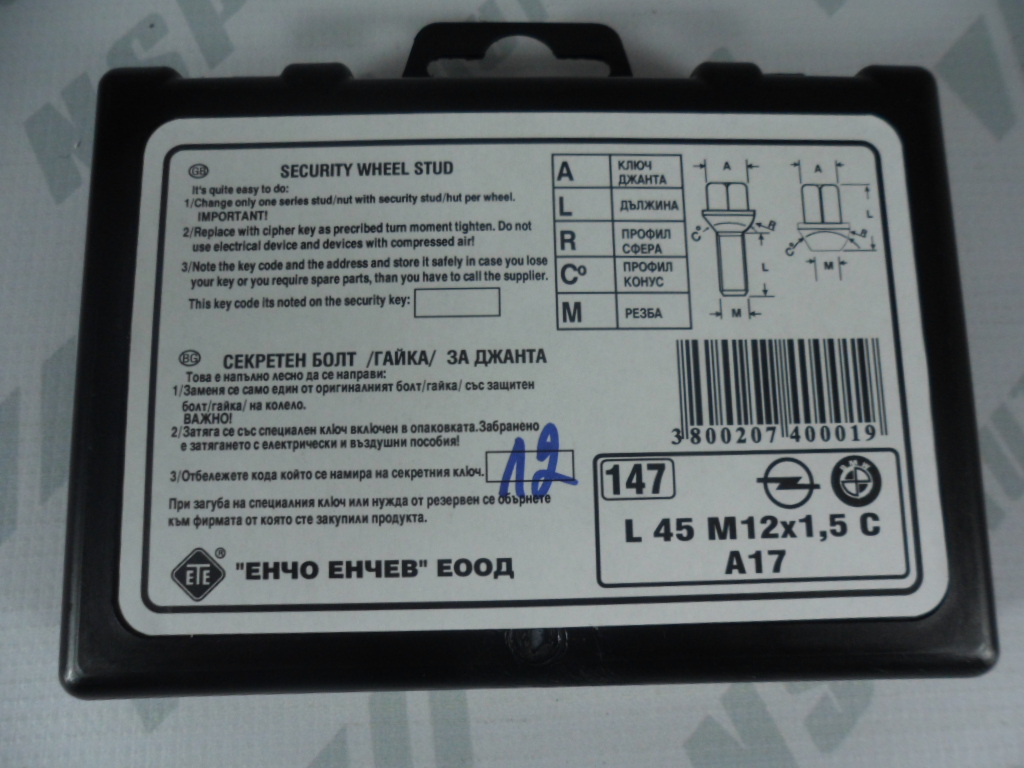 GB SECURITY WHEEL STUD
It's quite easy to do:
1/Change only one series stud/nut with security stud/hut per wheel.
IMPORTANT!
2/Replace with cipher key as precribed turn moment tighten. Do not
use electrical device and devices with compressed air!
3/Note the key code and the address and store it safely in case you lose
your key or you require spare parts, than you have to call the supplier.
This key code its noted on the security key:
BG СЕКРЕТЕН БОЛТ /ГАЙКА/ ЗА ДЖАНТА
Това е напълно лесно да се направи:
1/Заменя се само един от оригиналният болт/гайка/ със защитен
болт/гайка/ на колело.
ВАЖНО!
2/Затяга се със специален ключ включен в опаковката.Забранено
е затягането с електрически и въздушни пособия!
3/Отбележете кода който се намира на секретния ключ.
12
При загуба на специалния ключ или нужда от резервен се обърнете
към фирмата от която сте закупили продукта.
ETE ® "ЕНЧО ЕНЧЕВ" ЕООД
A КЛЮЧ ДЖАНТА
L ДЪЛЖИНА
R ПРОФИЛ СФЕРА
C° ПРОФИЛ КОНУС
M РЕЗБА
A
C°
R
L
M
A
L
R
C°
M
3 800207 400019
147
L 45 M12x1,5 C
A17